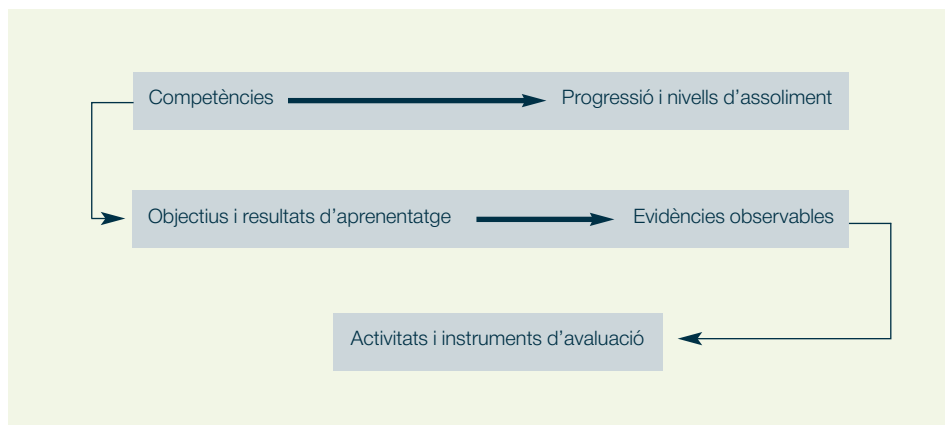 Competències
Progressió i nivells d'assoliment
Objectius i resultats d'aprenentatge
Evidències observables
Activitats i instruments d'avaluació